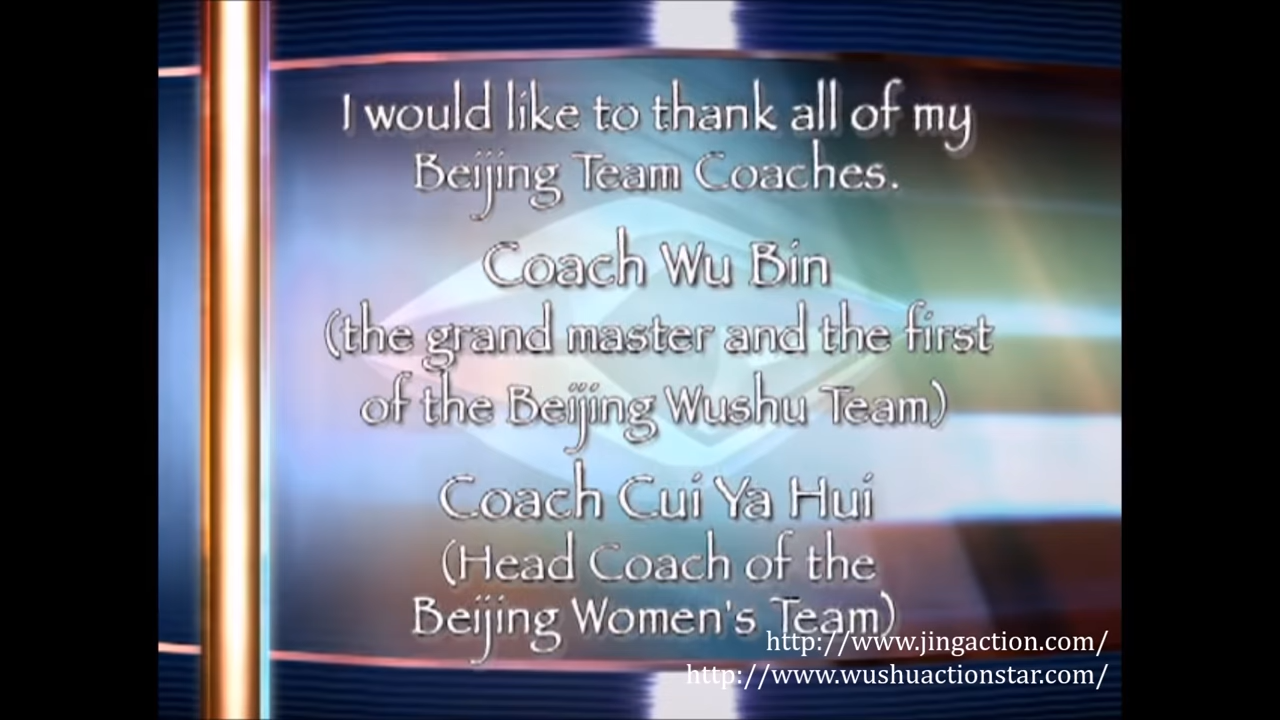 I would like to thank all of my
Beijing Team Coaches.
Coach Wu Bin
(the grand master and the first
of the Beijing Wushu Team)
Coach Cui Ya Hui
(Head Coach of the
Beijing Women's Team)
http://www.jingaction.com/
http://www.wushuactionstar.com/